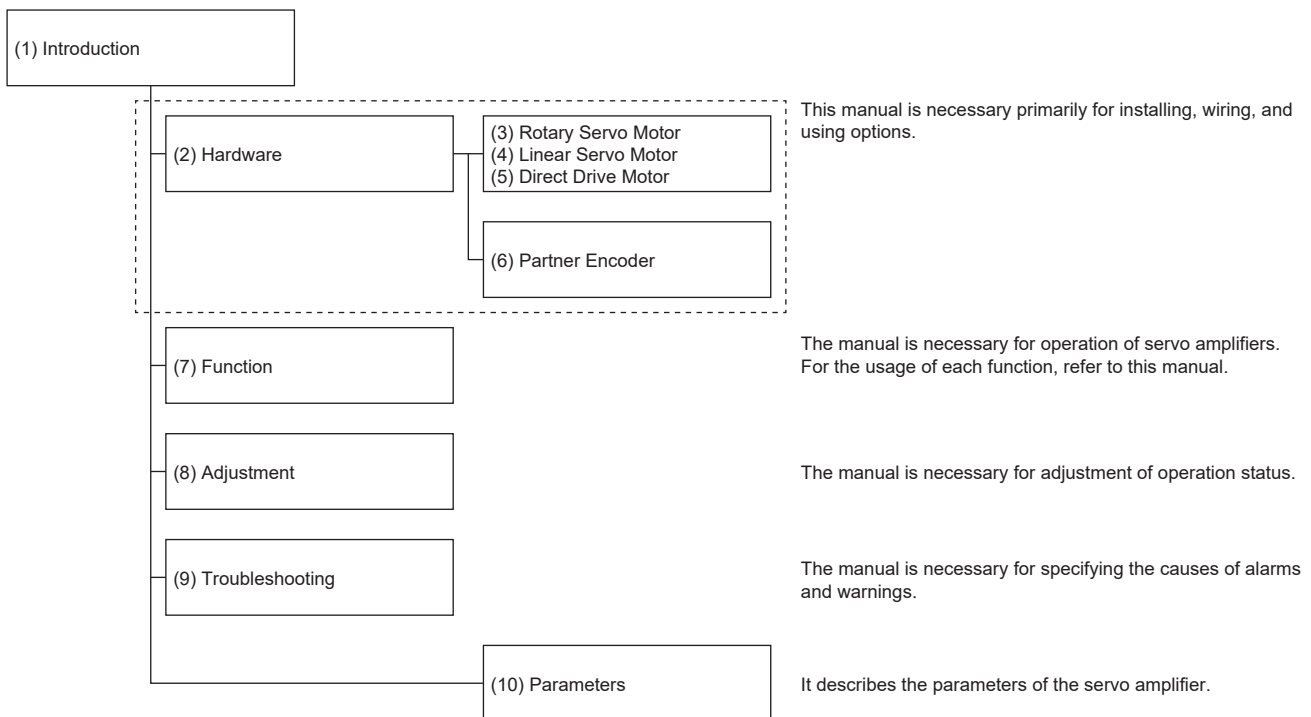 (1) Introduction
This manual is necessary primarily for installing, wiring, and
using options.
(2) Hardware
(3) Rotary Servo Motor
(4) Linear Servo Motor
(5) Direct Drive Motor
(6) Partner Encoder
(7) Function
The manual is necessary for operation of servo amplifiers.
For the usage of each function, refer to this manual.
(8) Adjustment
The manual is necessary for adjustment of operation status.
(9) Troubleshooting
The manual is necessary for specifying the causes of alarms
and warnings.
(10) Parameters
It describes the parameters of the servo amplifier.